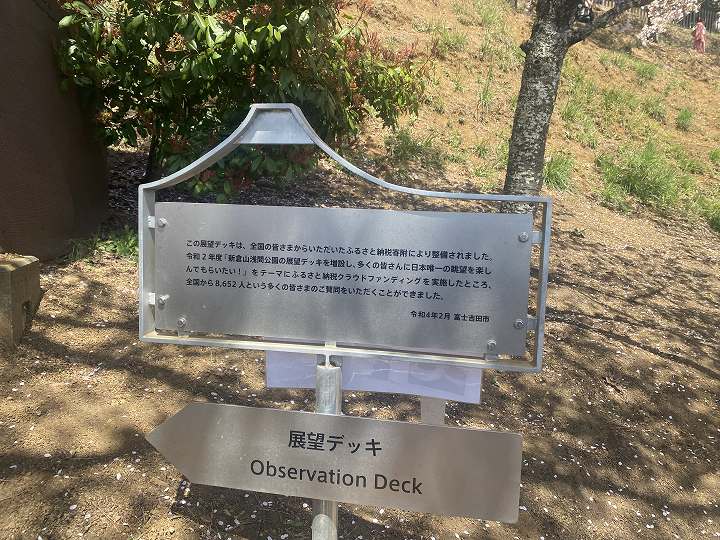 この展望デッキは、全国の皆さまからいただいたふるさと納税寄附により整備されました。
令和2年度「新倉山浅間公園の展望デッキを増設し、多くの皆さんに日本唯一の眺望を楽し
んでもらいたい！」をテーマにふるさと納税クラウドファンディングを実施したところ、
全国から8,652人という多くの皆さまのご賛同をいただくことができました。
令和4年2月 富士吉田市
展望デッキ
Observation Deck